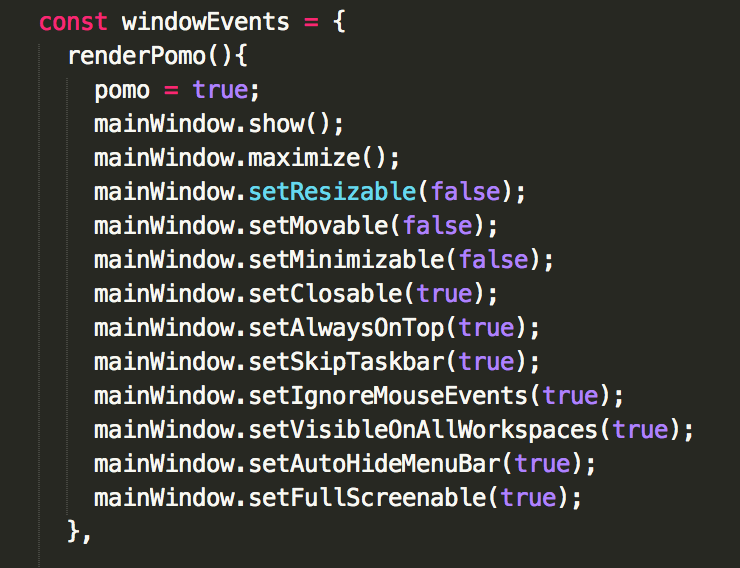 const windowEvents = {
renderPomo(){
pomo = true;
mainWindow.show();
mainWindow.maximize();
mainWindow.setResizable(false);
mainWindow.setMovable(false);
mainWindow.setMinimizable(false);
mainWindow.setClosable(true);
mainWindow.setAlwaysOnTop(true);
mainWindow.setSkipTaskbar(true);
mainWindow.setIgnoreMouseEvents(true);
mainWindow.setVisibleOnAllWorkspaces(true);
mainWindow.setAutoHideMenuBar(true);
mainWindow.setFullScreenable(true);
},